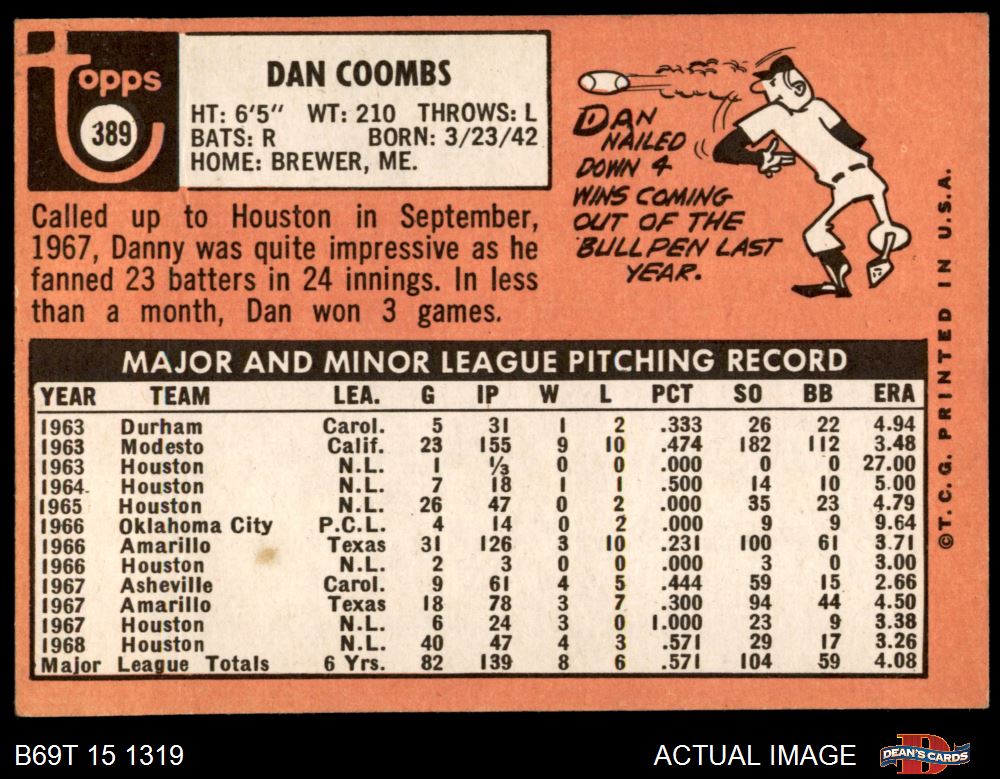 topps
389
DAN COOMBS
HT: 6'5" WT: 210 THROWS: L
BATS: R BORN: 3/23/42
HOME: BREWER, ME.
Called up to Houston in September,
1967, Danny was quite impressive as he
fanned 23 batters in 24 innings. In less
than a month, Dan won 3 games.
DAN
NAILED
DOWN 4
WINS COMING
OUT OF THE
BULLPEN LAST
YEAR.
MAJOR AND MINOR LEAGUE PITCHING RECORD
YEAR TEAM LEA. G IP W L PCT SO BB ERA
1963 Durham Carol. 5 31 1 2 .333 26 22 4.94
1963 Modesto Calif. 23 155 9 10 .474 182 112 3.48
1963 Houston N.L. 1 1/3 0 0 .000 0 0 27.00
1964 Houston N.L. 7 18 1 1 .500 14 10 5.00
1965 Houston N.L. 26 47 0 2 .000 35 23 4.79
1966 Oklahoma City P.C.L. 4 14 0 2 .000 9 9 9.64
1966 Amarillo Texas 31 126 3 10 .231 100 61 3.71
1966 Houston N.L. 2 3 0 0 .000 3 0 3.00
1967 Asheville Carol. 9 61 4 5 .444 59 15 2.66
1967 Amarillo Texas 18 78 3 7 .300 94 44 4.50
1967 Houston N.L. 6 24 3 0 1.000 23 9 3.38
1968 Houston N.L. 40 47 4 3 .571 29 17 3.26
Major League Totals 6 Yrs. 82 139 8 6 .571 104 59 4.08
©T.C.G. PRINTED IN U.S.A.
B69T 15 1319
ACTUAL IMAGE
DEAN'S CARDS